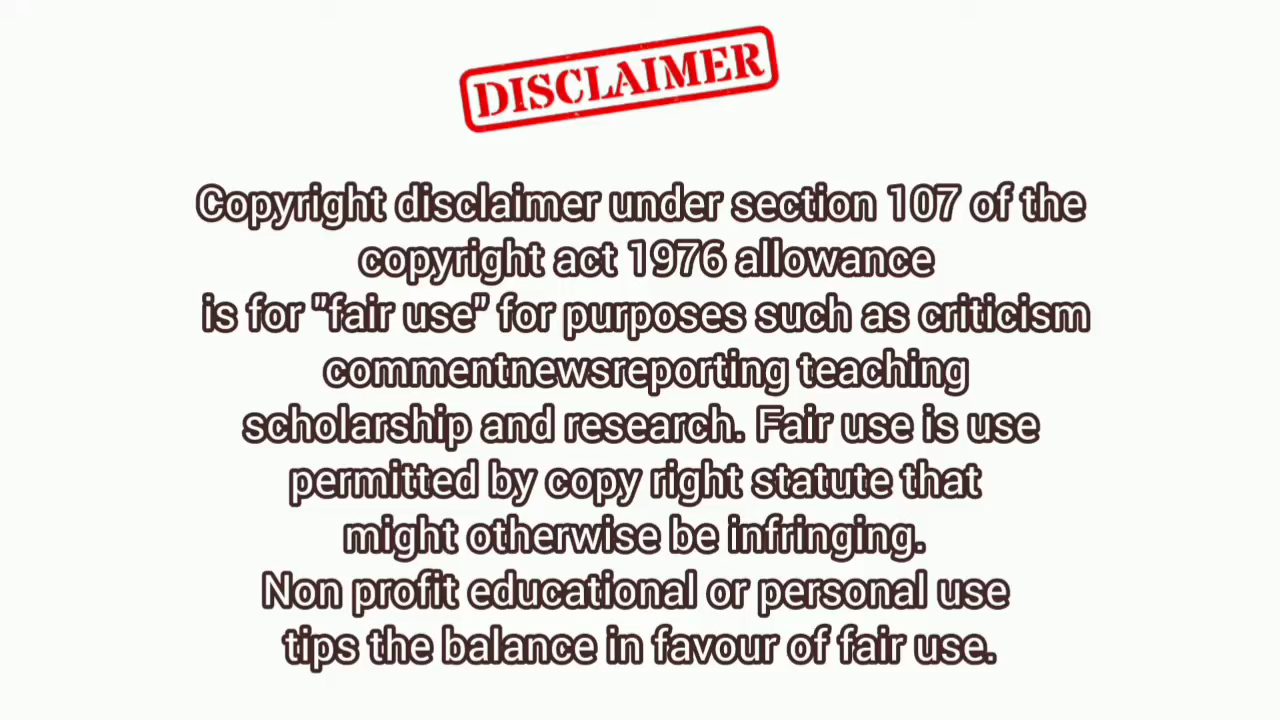 DISCLAIMER
Copyright disclaimer under section 107 of the
copyright act 1976 allowance
is for "fair use" for purposes such as criticism
commentnewsreporting teaching
scholarship and research. Fair use is use
permitted by copy right statute that
might otherwise be infringing.
Non profit educational or personal use
tips the balance in favour of fair use.